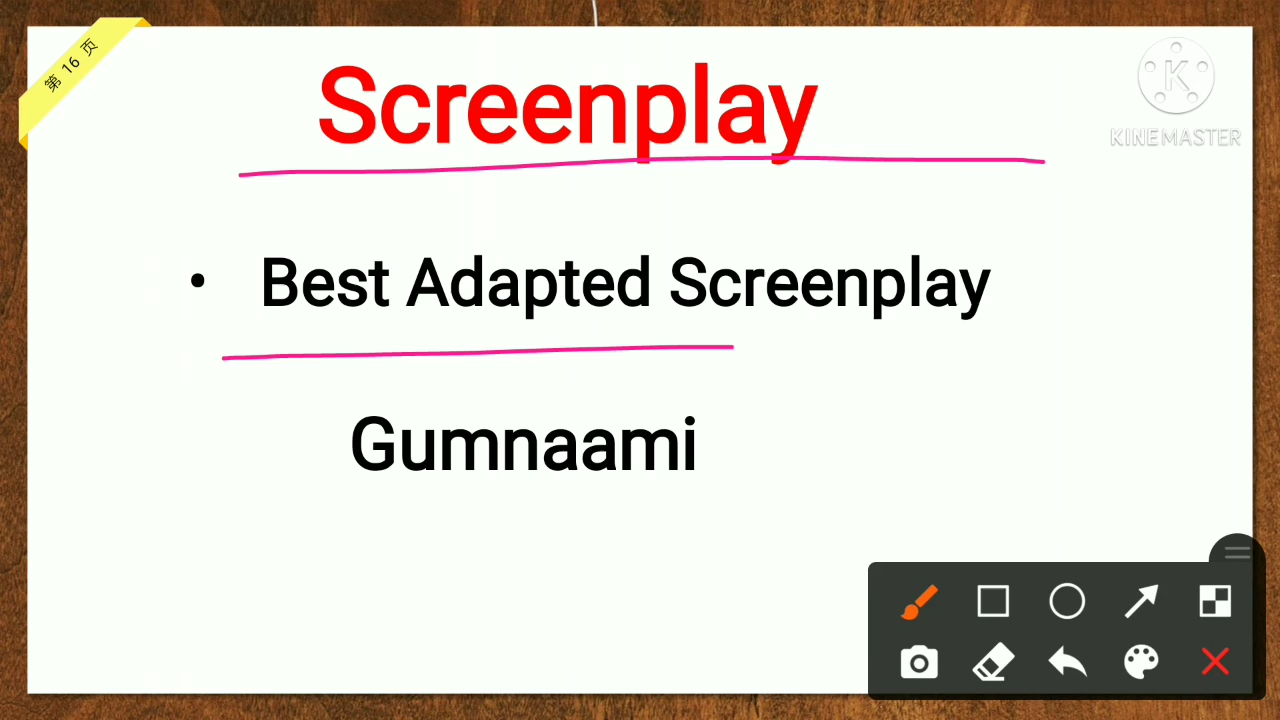 第 16 页
Screenplay
K
KINEMASTER
• Best Adapted Screenplay
Gumnaami